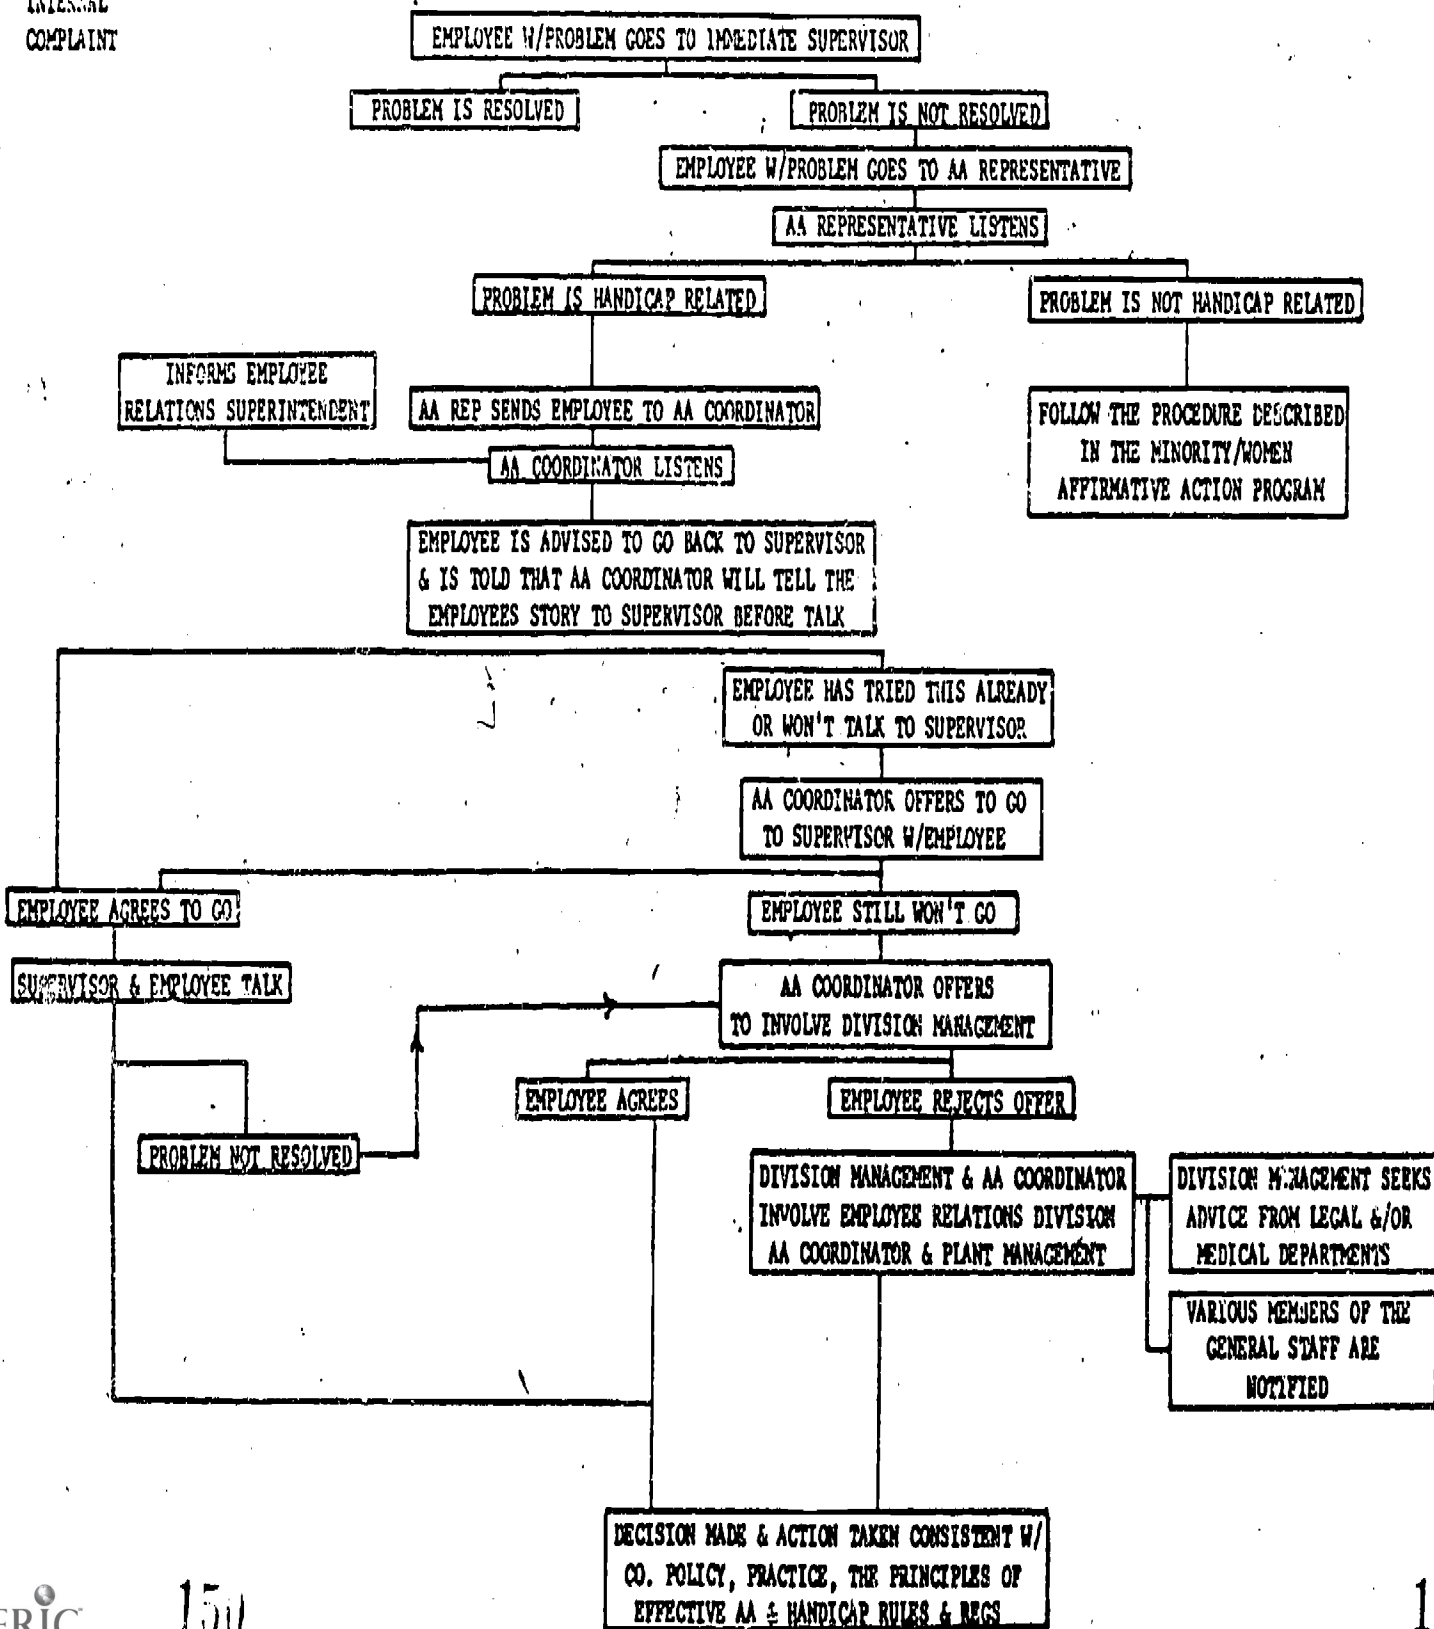 INTERNAL
COMPLAINT
EMPLOYEE W/PROBLEM GOES TO IMMEDIATE SUPERVISOR
PROBLEM IS RESOLVED
PROBLEM IS NOT RESOLVED
EMPLOYEE W/PROBLEM GOES TO AA REPRESENTATIVE
AA REPRESENTATIVE LISTENS
PROBLEM IS HANDICAP RELATED
PROBLEM IS NOT HANDICAP RELATED
INFORMS EMPLOYEE
RELATIONS SUPERINTENDENT
AA REP SENDS EMPLOYEE TO AA COORDINATOR
FOLLOW THE PROCEDURE DESCRIBED
IN THE MINORITY/WOMEN
AFFIRMATIVE ACTION PROGRAM
AA COORDINATOR LISTENS
EMPLOYEE IS ADVISED TO GO BACK TO SUPERVISOR
& IS TOLD THAT AA COORDINATOR WILL TELL THE
EMPLOYEES STORY TO SUPERVISOR BEFORE TALK
EMPLOYEE HAS TRIED THIS ALREADY
OR WON'T TALK TO SUPERVISOR
AA COORDINATOR OFFERS TO GO
TO SUPERVISOR W/EMPLOYEE
EMPLOYEE AGREES TO GO
EMPLOYEE STILL WON'T GO
SUPERVISOR & EMPLOYEE TALK
AA COORDINATOR OFFERS
TO INVOLVE DIVISION MANAGEMENT
EMPLOYEE AGREES
EMPLOYEE REJECTS OFFER
PROBLEM NOT RESOLVED
DIVISION MANAGEMENT & AA COORDINATOR
INVOLVE EMPLOYEE RELATIONS DIVISION
AA COORDINATOR & PLANT MANAGEMENT
DIVISION MANAGEMENT SEEKS
ADVICE FROM LEGAL &/OR
MEDICAL DEPARTMENTS
VARIOUS MEMBERS OF THE
GENERAL STAFF ARE
NOTIFIED
DECISION MADE & ACTION TAKEN CONSISTENT W/
CO. POLICY, PRACTICE, THE PRINCIPLES OF
EFFECTIVE AA & HANDICAP RULES & REGS
ERIC
150
1